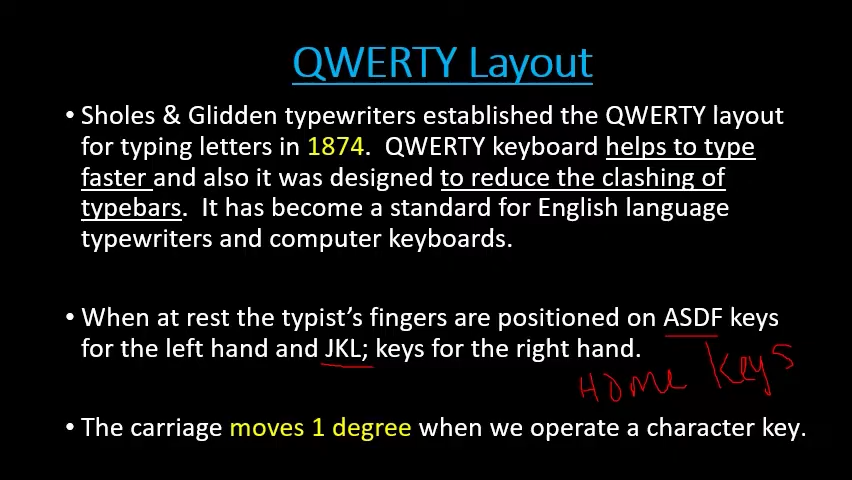 QWERTY Layout
• Sholes & Glidden typewriters established the QWERTY layout
for typing letters in 1874. QWERTY keyboard helps to type
faster and also it was designed to reduce the clashing of
typebars. It has become a standard for English language
typewriters and computer keyboards.
• When at rest the typist's fingers are positioned on ASDF keys
for the left hand and JKL; keys for the right hand.
Home Keys
• The carriage moves 1 degree when we operate a character key.